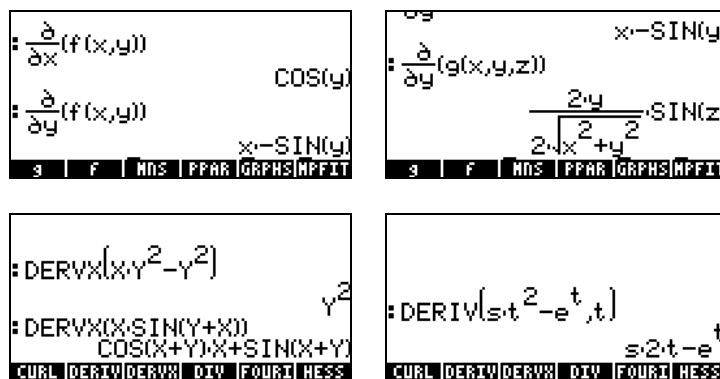 :∂/∂x(f(x,y))
COS(y)
:∂/∂y(f(x,y))
x·-SIN(y)
g f MNS PPAR GRPHS MPFIT
x·-SIN(y
:∂/∂y(g(x,y,z))
2·y/(2·√(x²+y²))·SIN(z
g f MNS PPAR GRPHS MPFIT
:DERVX(X·Y²-Y²)
Y²
:DERVX(X·SIN(Y+X))
COS(X+Y)·X+SIN(X+Y)
CURL DERIV DERVX DIV FOURI HESS
:DERIV(s·t²-e^t,t)
s·2·t-e^t
CURL DERIV DERVX DIV FOURI HESS